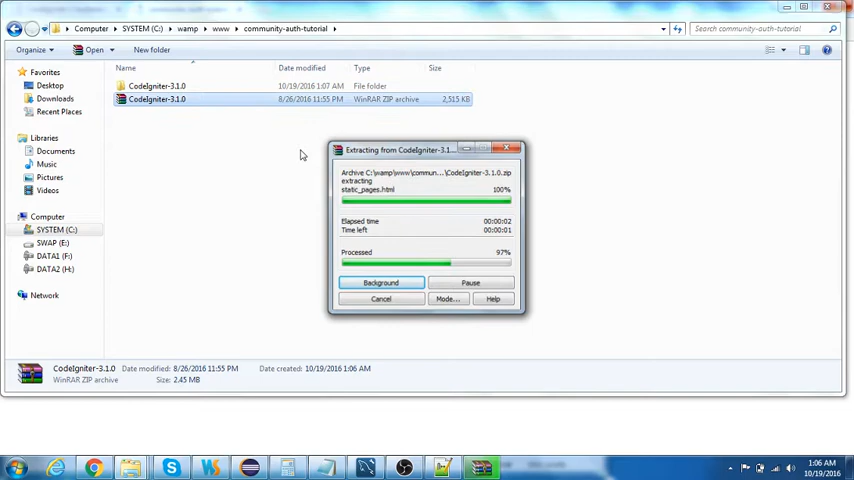 Computer ▸ SYSTEM (C:) ▸ wamp ▸ www ▸ community-auth-tutorial ▸
Search community-auth-tutorial
Organize ▾ Open ▾ New folder
Name Date modified Type Size
Favorites
Desktop
Downloads
Recent Places
Libraries
Documents
Music
Pictures
Videos
Computer
SYSTEM (C:)
SWAP (E:)
DATA1 (F:)
DATA2 (H:)
Network
CodeIgniter-3.1.0 10/19/2016 1:07 AM File folder
CodeIgniter-3.1.0 8/26/2016 11:55 PM WinRAR ZIP archive 2,515 KB
Extracting from CodeIgniter-3.1...
Archive C:\wamp\www\commun...\CodeIgniter-3.1.0.zip
extracting
static_pages.html 100%
Elapsed time 00:00:02
Time left 00:00:01
Processed 97%
Background Pause
Cancel Mode... Help
CodeIgniter-3.1.0 Date modified: 8/26/2016 11:55 PM Date created: 10/19/2016 1:06 AM
WinRAR ZIP archive Size: 2.45 MB
1:06 AM
10/19/2016